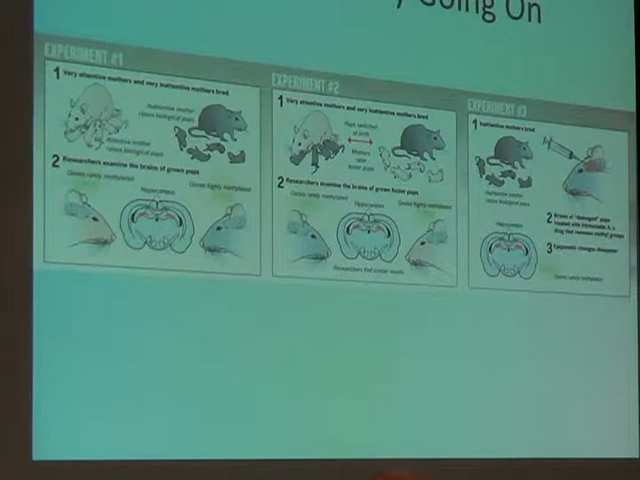 Going On
EXPERIMENT #1
1 Very attentive mothers and very inattentive mothers bred
Inattentive mother
raises biological pups
Attentive mother
raises biological pups
2 Researchers examine the brains of grown pups
Genes rarely methylated
Hippocampus
Genes highly methylated
EXPERIMENT #2
1 Very attentive mothers and very inattentive mothers bred
Pups switched
at birth
Mothers
raise
foster pups
2 Researchers examine the brains of grown foster pups
Genes rarely methylated
Hippocampus
Genes highly methylated
Researchers find similar results
EXPERIMENT #3
1 Inattentive mothers bred
Inattentive mother
raises biological pups
Hippocampus
2 Brains of "damaged" pups
treated with trichostatin A, a
drug that removes methyl groups
3 Epigenetic changes disappear
Genes rarely methylated